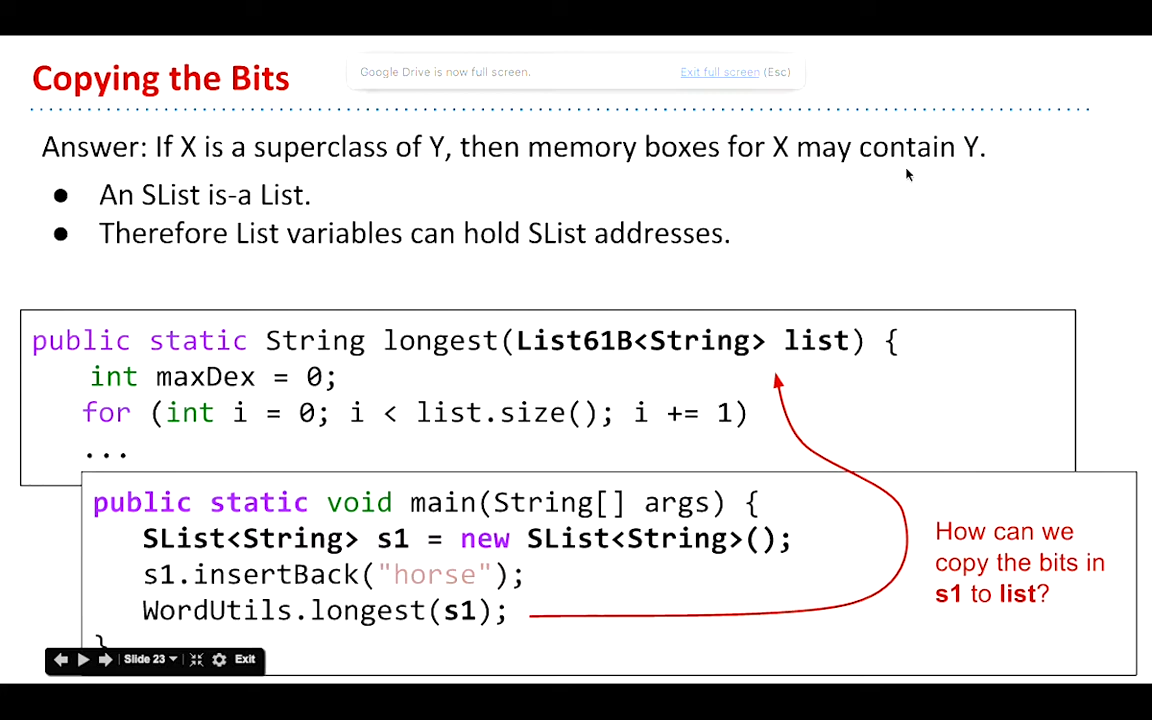 Copying the Bits
Google Drive is now full screen. Exit full screen (Esc)
Answer: If X is a superclass of Y, then memory boxes for X may contain Y.
● An SList is-a List.
● Therefore List variables can hold SList addresses.
public static String longest(List61B<String> list) {
int maxDex = 0;
for (int i = 0; i < list.size(); i += 1)
...
public static void main(String[] args) {
SList<String> s1 = new SList<String>();
s1.insertBack("horse");
WordUtils.longest(s1);
}
How can we
copy the bits in
s1 to list?
Slide 23 Exit